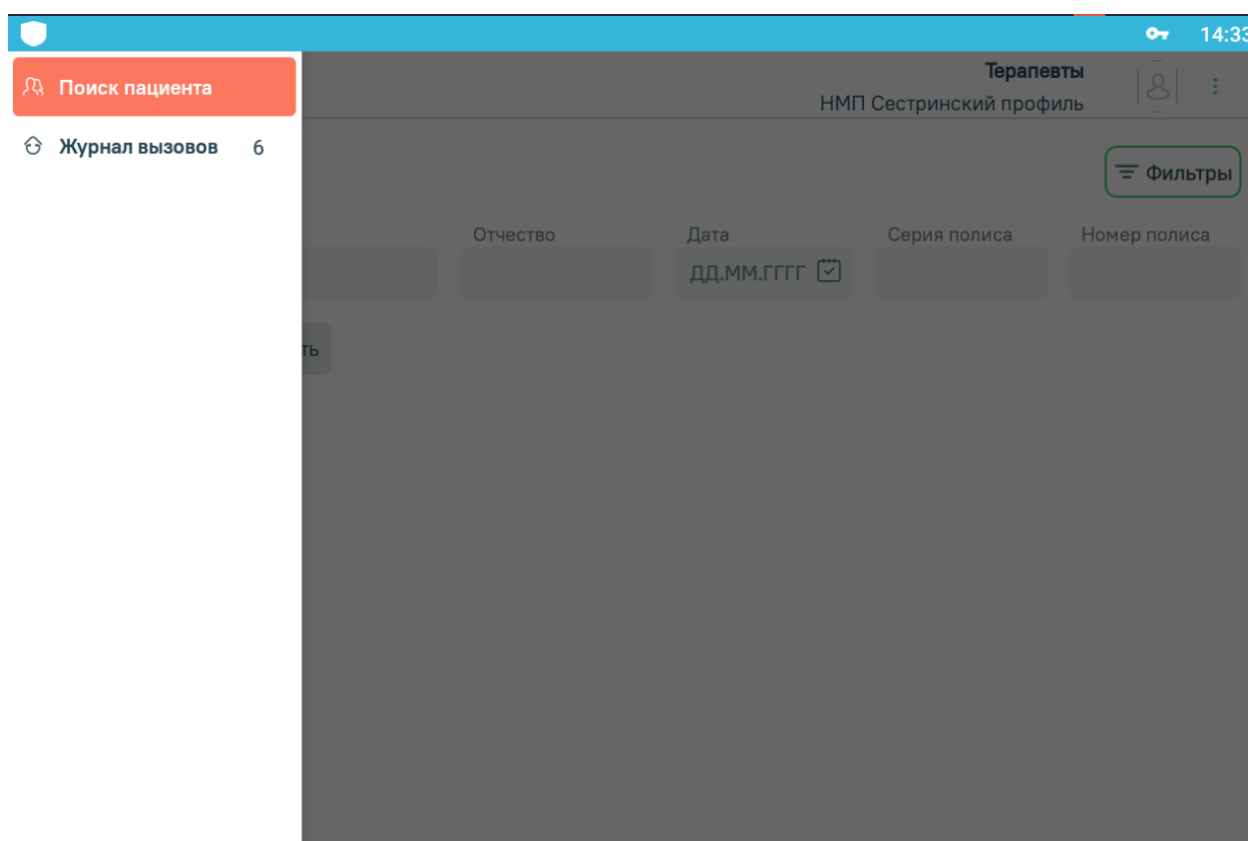 14:33
Поиск пациента
Терапевты
НМП Сестринский профиль
Журнал вызовов 6
Фильтры
Отчество Дата Серия полиса Номер полиса
ДД.ММ.ГГГГ
ть